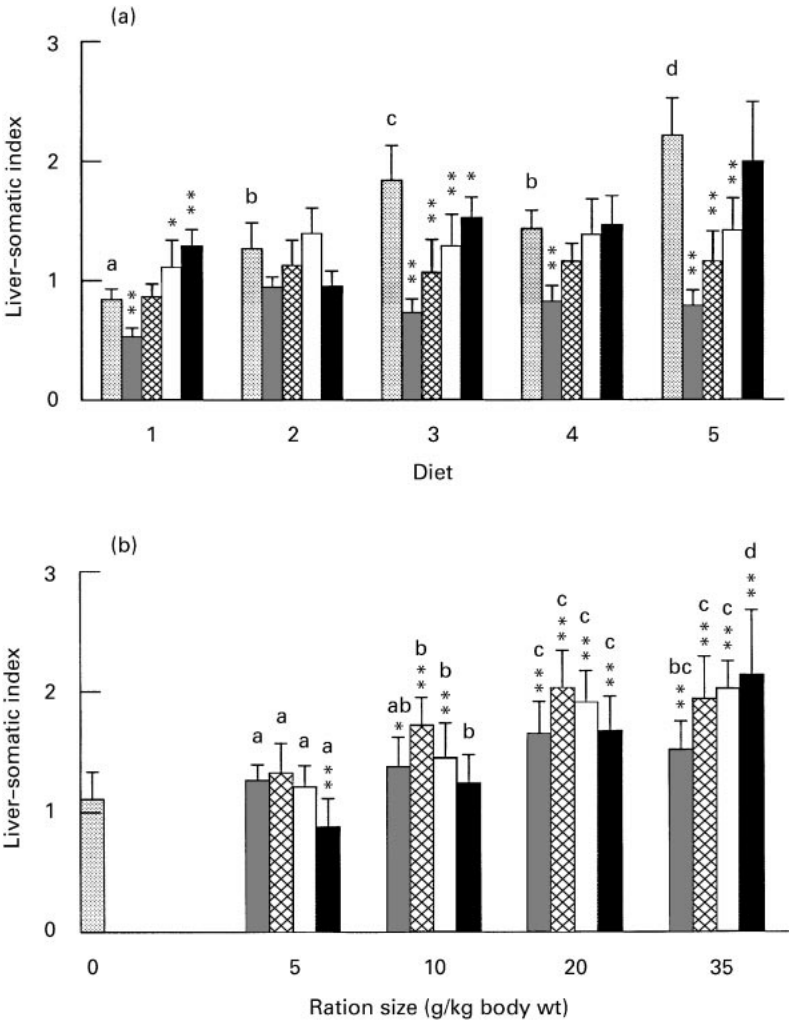 (a)
3
d
c
2
**
*
**
**
b
b
*
**
**
**
a
**
**
**
1
0
1 2 3 4 5
Liver–somatic index
Diet
(b)
3
d
**
c c c c
b ** ** ** **
c c
** **
bc
**
b
**
ab
*
b
a a a a
**
2
1
0
0 5 10 20 35
Liver–somatic index
Ration size (g/kg body wt)